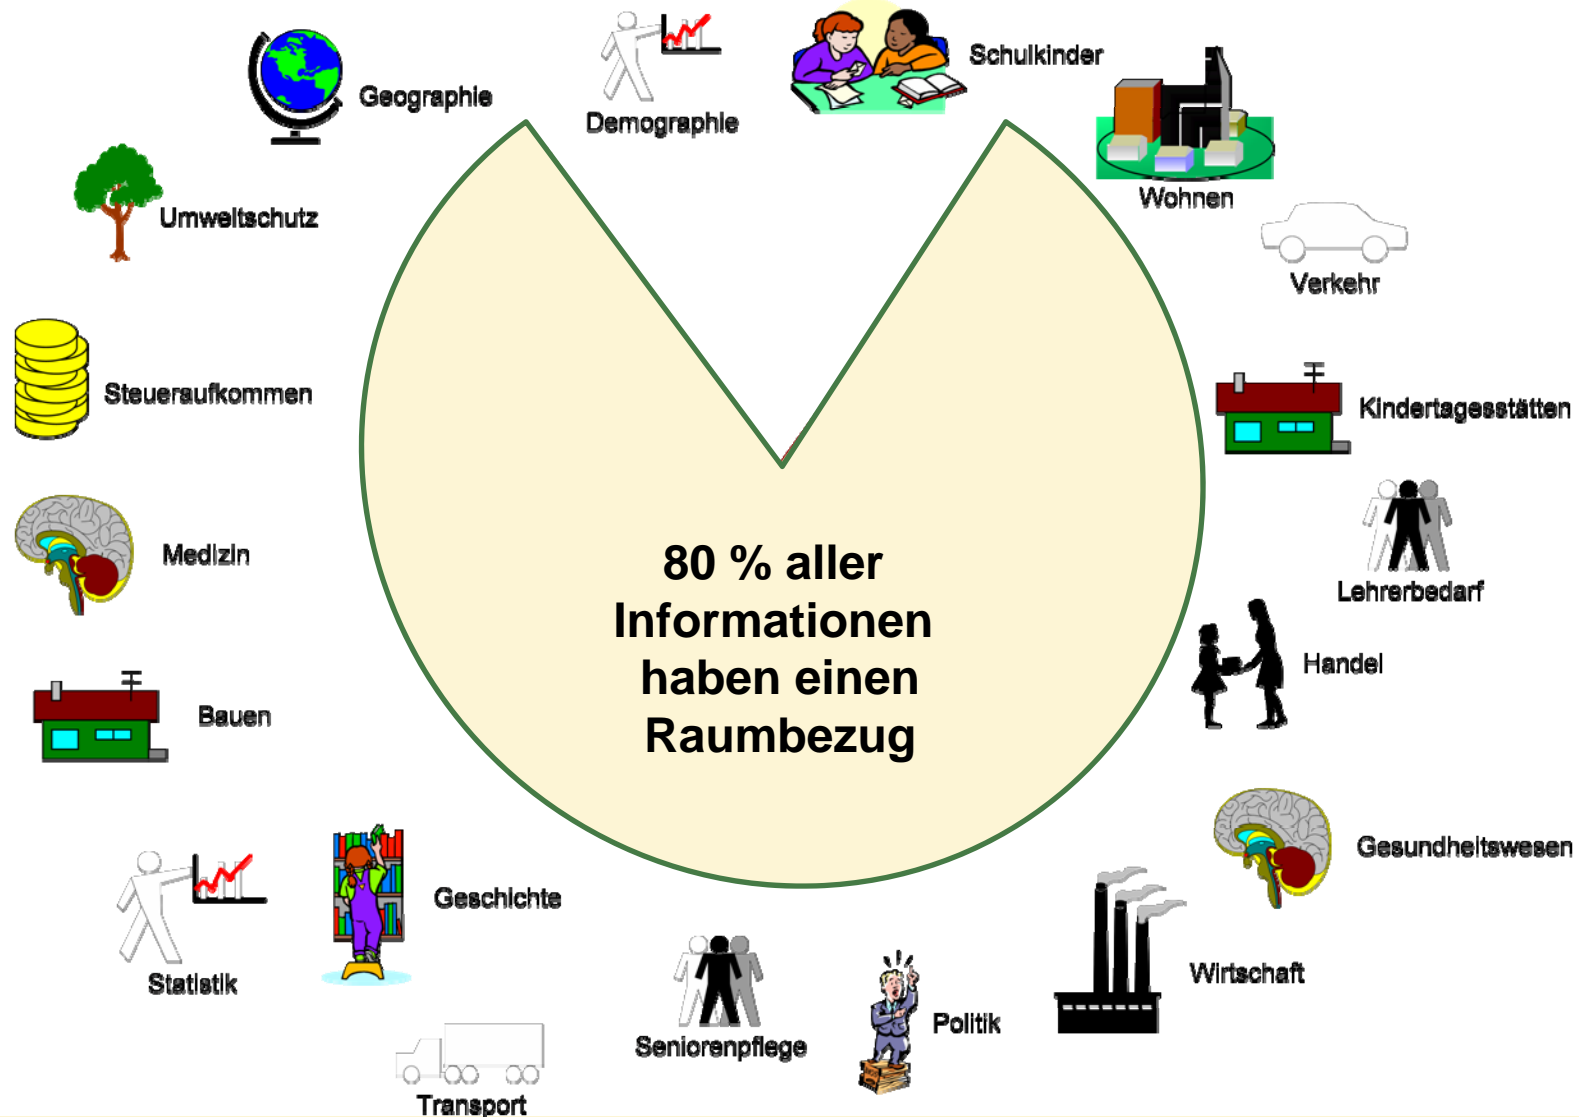 Geographie
Demographie
Schulkinder
Wohnen
Umweltschutz
Verkehr
Steueraufkommen
Kindertagesstätten
Medizin
Lehrerbedarf
80 % aller
Informationen
haben einen
Raumbezug
Handel
Bauen
Gesundheitswesen
Geschichte
Statistik
Wirtschaft
Politik
Seniorenpflege
Transport